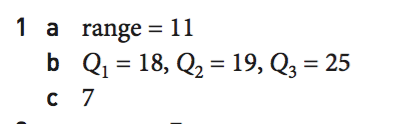 1 a range = 11
b Q₁ = 18, Q₂ = 19, Q₃ = 25
c 7